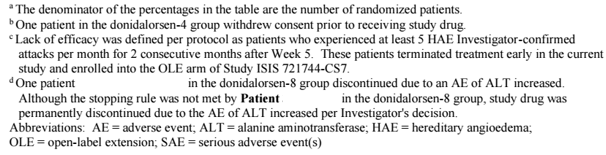 a The denominator of the percentages in the table are the number of randomized patients.
b One patient in the donidalorsen-4 group withdrew consent prior to receiving study drug.
c Lack of efficacy was defined per protocol as patients who experienced at least 5 HAE Investigator-confirmed
attacks per month for 2 consecutive months after Week 5. These patients terminated treatment early in the current
study and enrolled into the OLE arm of Study ISIS 721744-CS7.
d One patient in the donidalorsen-8 group discontinued due to an AE of ALT increased.
Although the stopping rule was not met by Patient in the donidalorsen-8 group, study drug was
permanently discontinued due to the AE of ALT increased per Investigator's decision.
Abbreviations: AE = adverse event; ALT = alanine aminotransferase; HAE = hereditary angioedema;
OLE = open-label extension; SAE = serious adverse event(s)